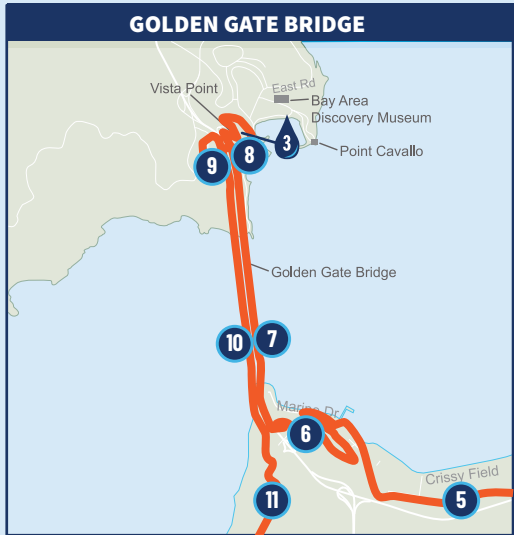 GOLDEN GATE BRIDGE
East Rd
Vista Point
Bay Area
Discovery Museum
3
8
Point Cavallo
9
Golden Gate Bridge
10
7
Marine Dr
6
Crissy Field
5
11